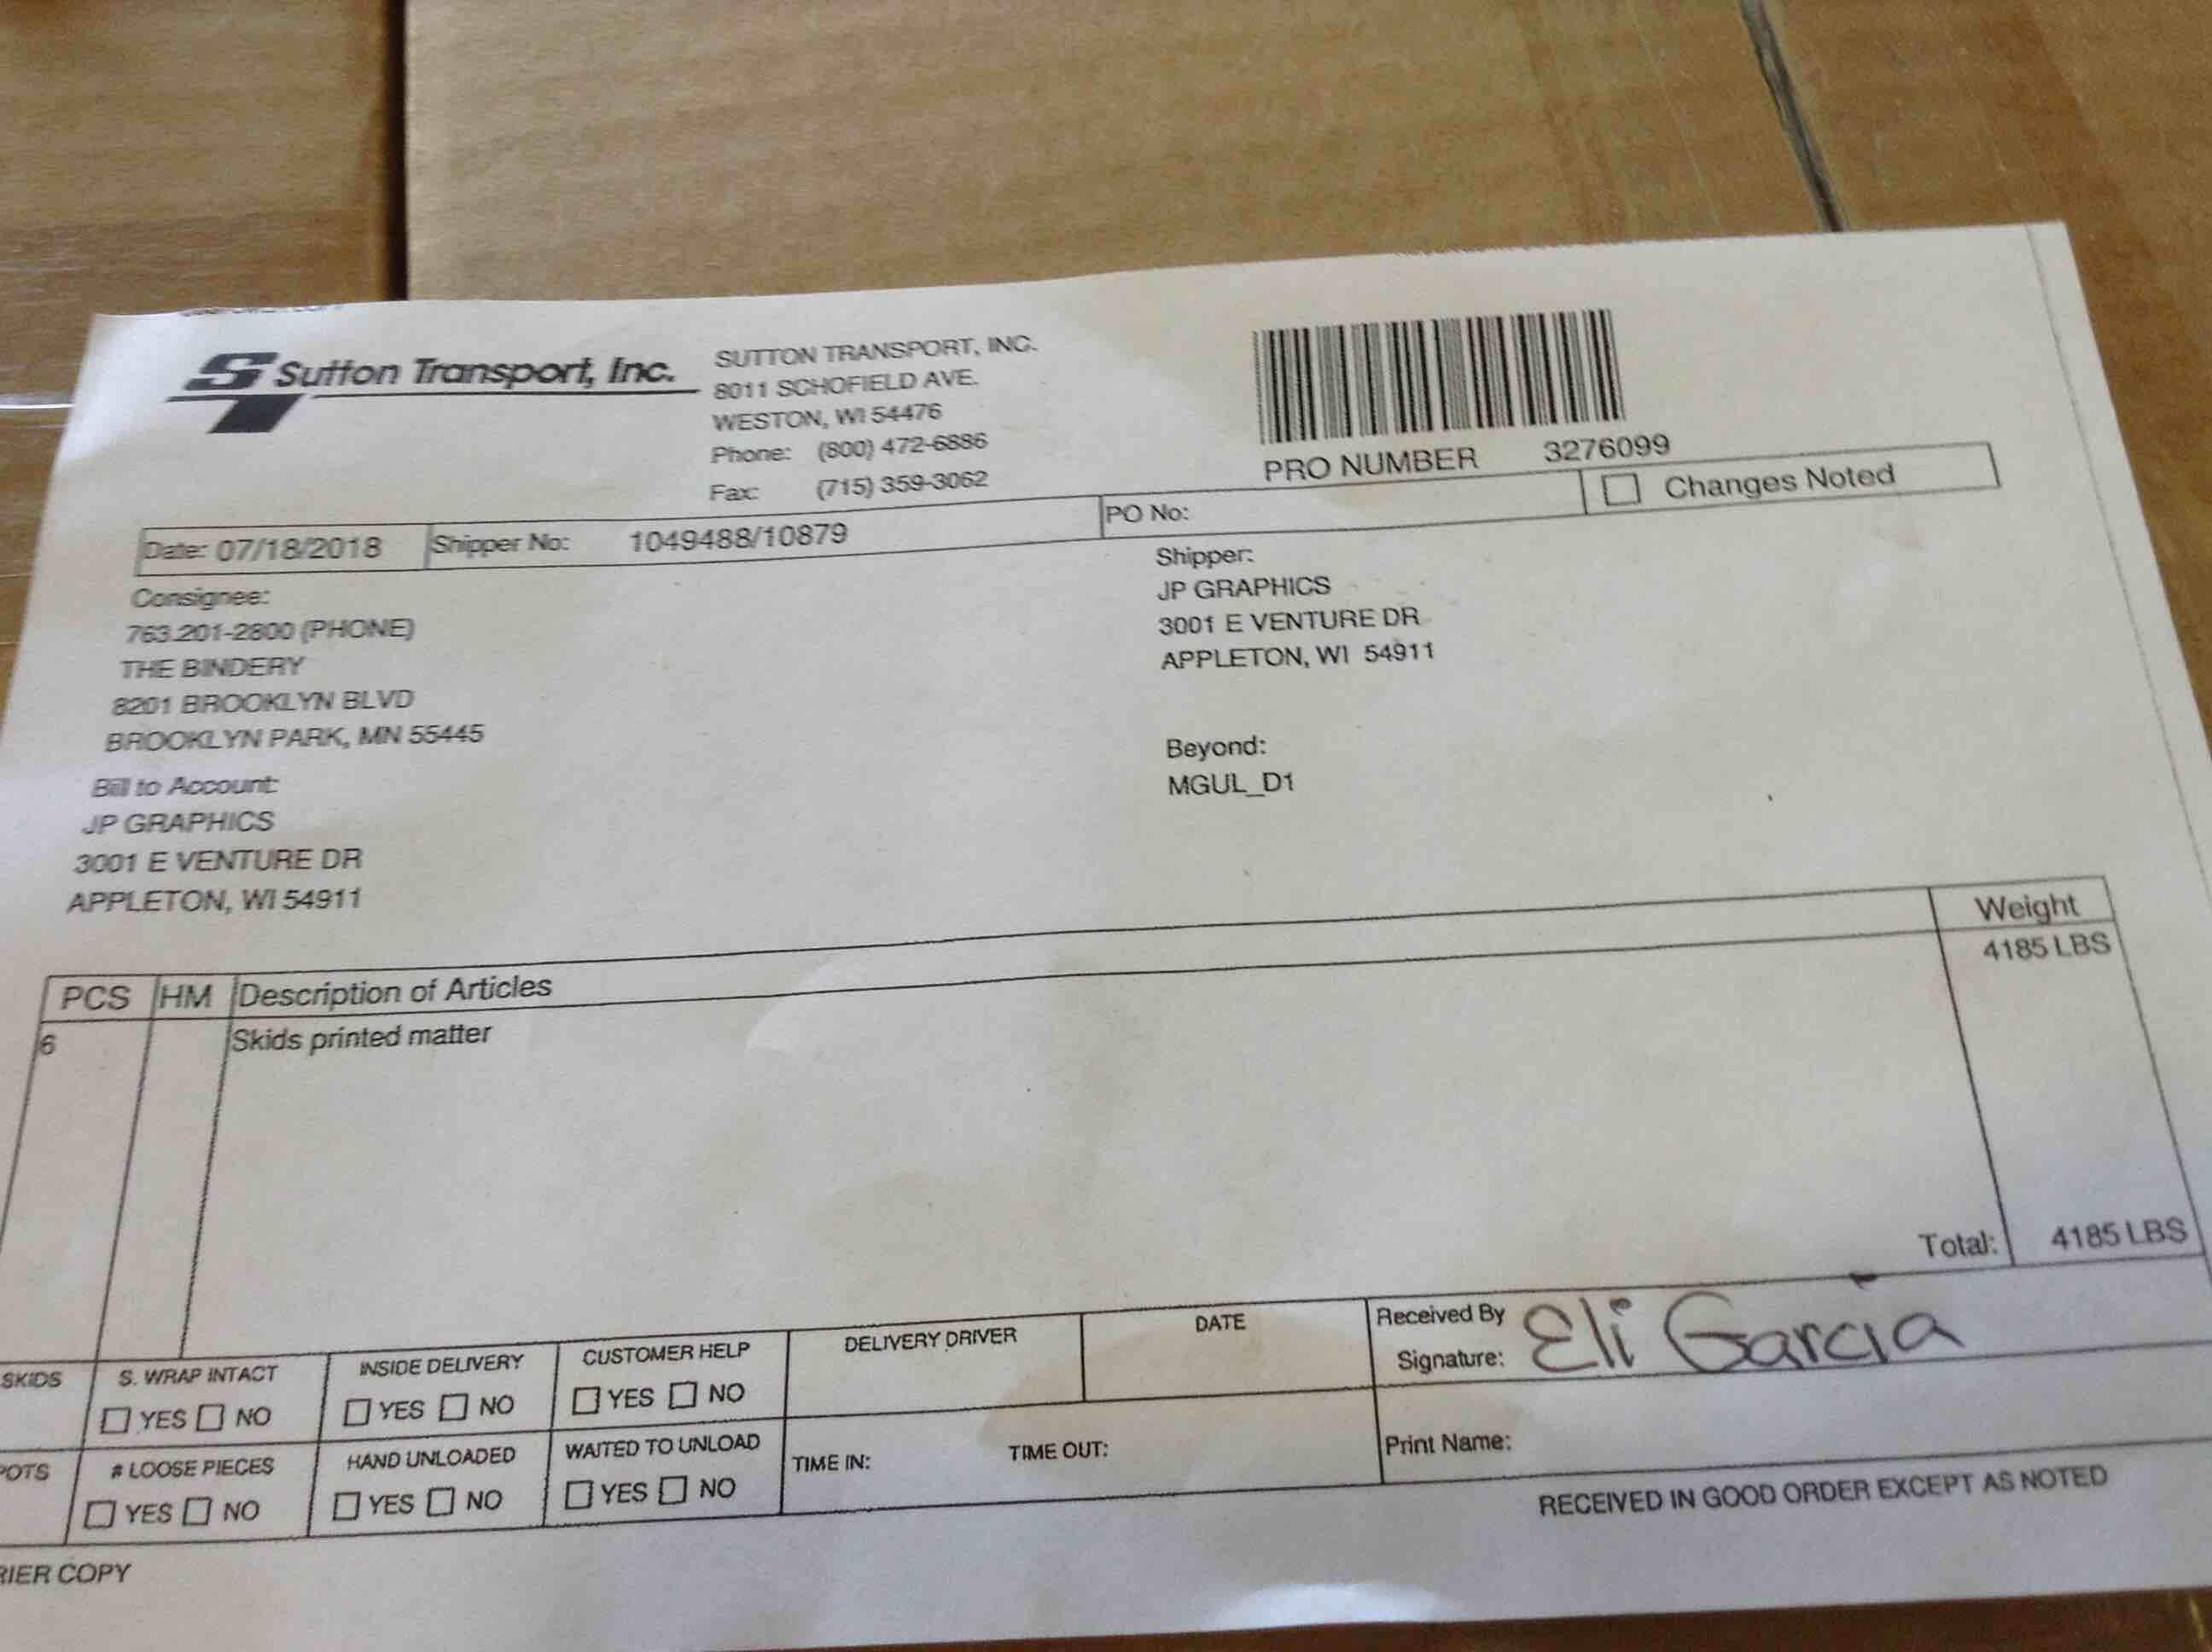 Sutton Transport, Inc.
SUTTON TRANSPORT, INC.
8011 SCHOFIELD AVE.
WESTON, WI 54476
Phone: (800) 472-6886
Fax: (715) 359-3062
PRO NUMBER 3276099
Changes Noted
Date: 07/18/2018 Shipper No: 1049488/10879 PO No:
Consignee:
763.201-2800 (PHONE)
THE BINDERY
8201 BROOKLYN BLVD
BROOKLYN PARK, MN 55445
Shipper:
JP GRAPHICS
3001 E VENTURE DR
APPLETON, WI 54911
Beyond:
MGUL_D1
Bill to Account:
JP GRAPHICS
3001 E VENTURE DR
APPLETON, WI 54911
PCS HM Description of Articles Weight
6 Skids printed matter 4185 LBS
Total: 4185 LBS
SKIDS
S. WRAP INTACT
YES NO
INSIDE DELIVERY
YES NO
CUSTOMER HELP
YES NO
DELIVERY DRIVER
DATE
Received By
Signature: Eli Garcia
POTS
# LOOSE PIECES
YES NO
HAND UNLOADED
YES NO
WAITED TO UNLOAD
YES NO
TIME IN: TIME OUT:
Print Name:
RECEIVED IN GOOD ORDER EXCEPT AS NOTED
RIER COPY